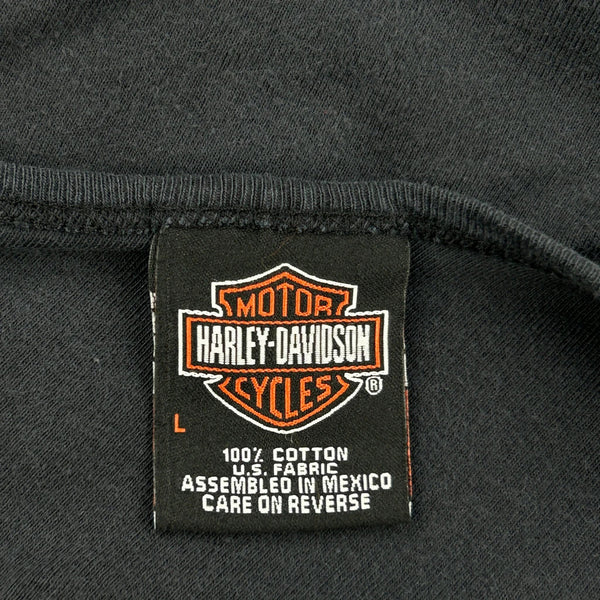 MOTOR
HARLEY-DAVIDSON
CYCLES
®
L
100% COTTON
U.S. FABRIC
ASSEMBLED IN MEXICO
CARE ON REVERSE